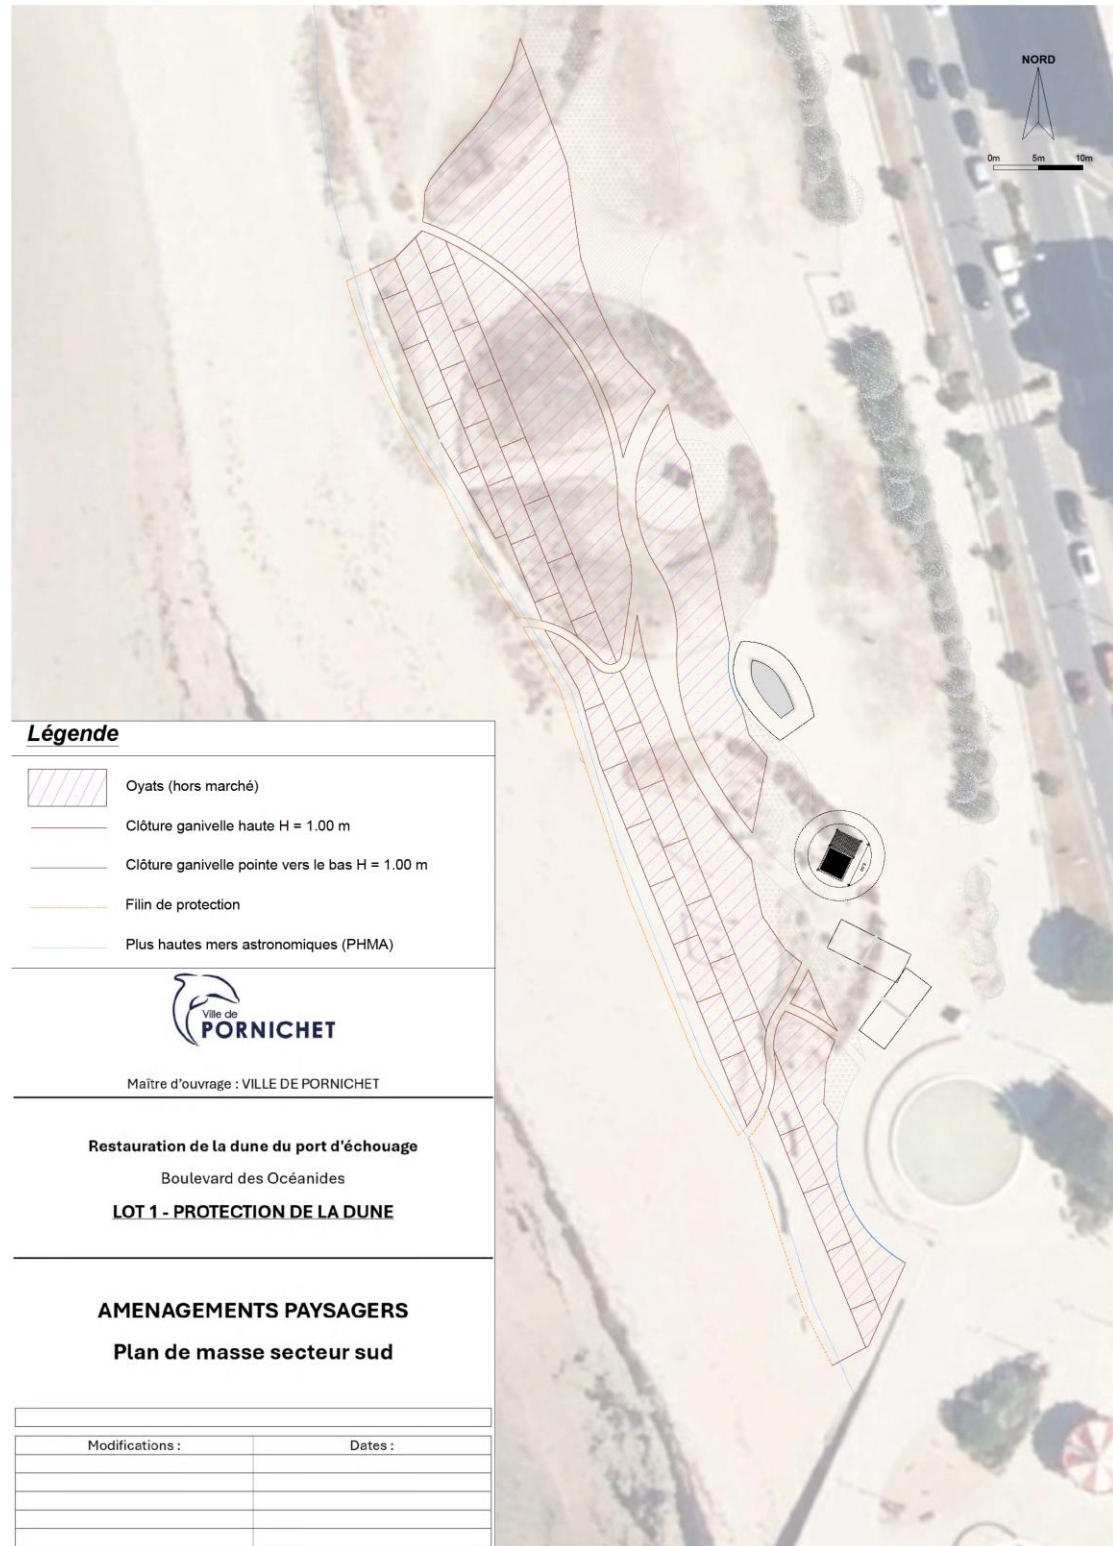 NORD
0m 5m 10m
Légende
Oyats (hors marché)
Clôture ganivelle haute H = 1.00 m
Clôture ganivelle pointe vers le bas H = 1.00 m
Filin de protection
Plus hautes mers astronomiques (PHMA)
Ville de
PORNICHET
Maître d'ouvrage : VILLE DE PORNICHET
Restauration de la dune du port d'échouage
Boulevard des Océanides
LOT 1 - PROTECTION DE LA DUNE
AMENAGEMENTS PAYSAGERS
Plan de masse secteur sud
Modifications : Dates :